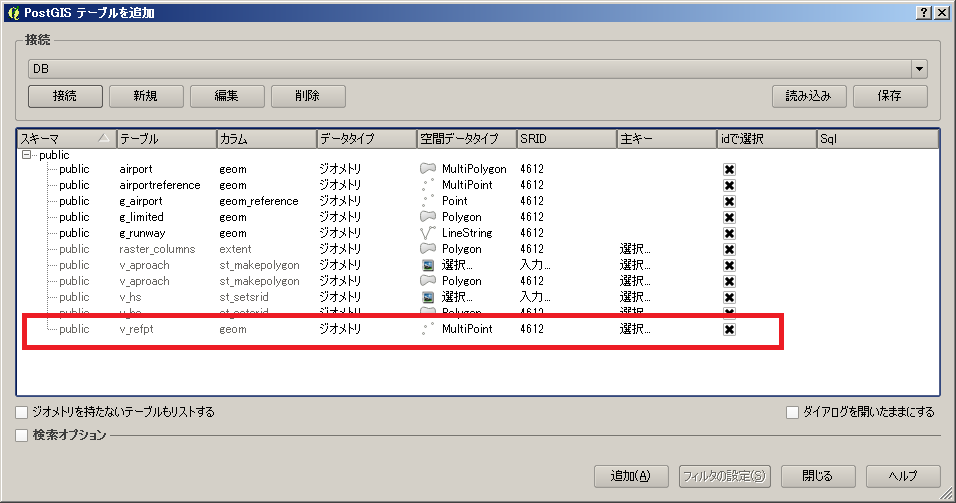 PostGIS テーブルを追加
接続
DB
接続 新規 編集 削除 読み込み 保存
スキーマ テーブル カラム データタイプ 空間データタイプ SRID 主キー idで選択 Sql
public
public airport geom ジオメトリ MultiPolygon 4612
public airportreference geom ジオメトリ MultiPoint 4612
public g_airport geom_reference ジオメトリ Point 4612
public g_limited geom ジオメトリ Polygon 4612
public g_runway geom ジオメトリ LineString 4612
public raster_columns extent ジオメトリ Polygon 4612 選択...
public v_aproach st_makepolygon ジオメトリ 選択... 入力... 選択...
public v_aproach st_makepolygon ジオメトリ Polygon 4612 選択...
public v_hs st_setsrid ジオメトリ 選択... 入力... 選択...
public v_hs st_setsrid ジオメトリ Polygon 4612 選択...
public v_refpt geom ジオメトリ MultiPoint 4612 選択...
ジオメトリを持たないテーブルもリストする ダイアログを開いたままにする
検索オプション
追加(A) フィルタの設定(S) 閉じる ヘルプ